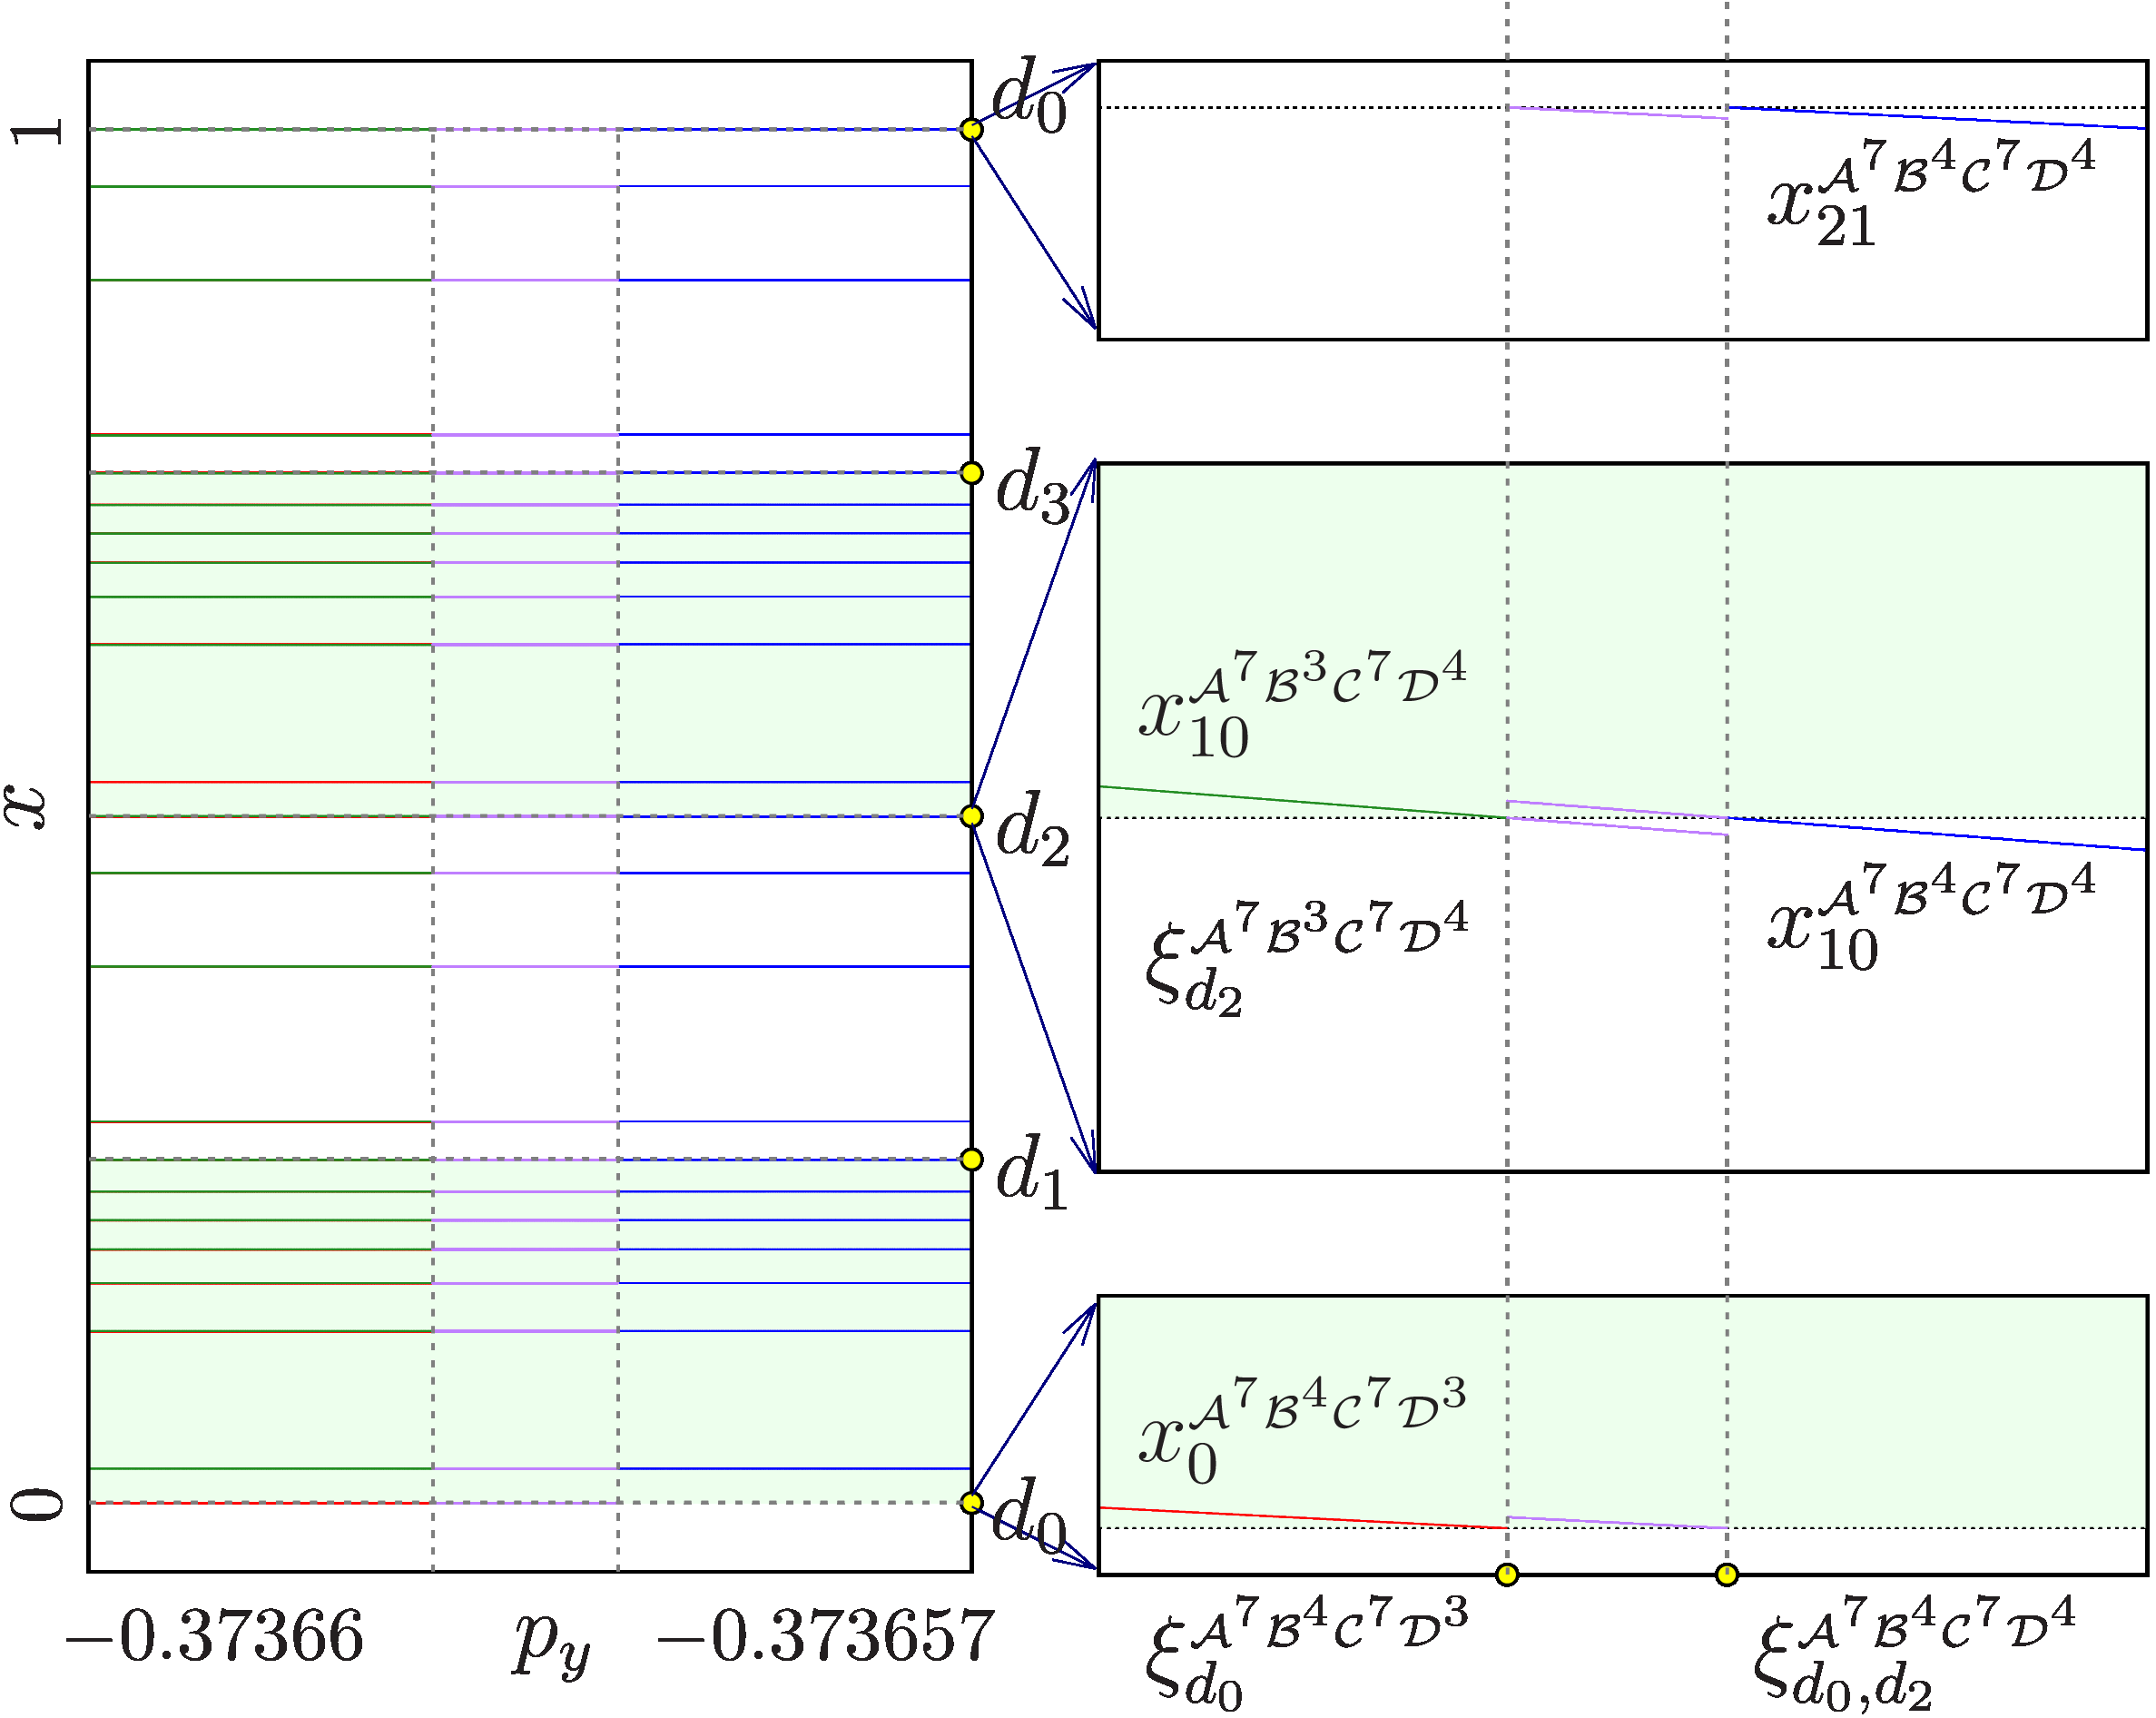 1
x
0
d_0
d_3
d_2
d_1
d_0
−0.37366 p_y −0.373657
x_{21}^{𝒜^7ℬ^4𝒞^7𝒟^4}
x_{10}^{𝒜^7ℬ^3𝒞^7𝒟^4}
ξ_{d_2}^{𝒜^7ℬ^3𝒞^7𝒟^4}
x_{10}^{𝒜^7ℬ^4𝒞^7𝒟^4}
x_0^{𝒜^7ℬ^4𝒞^7𝒟^3}
ξ_{d_0}^{𝒜^7ℬ^4𝒞^7𝒟^3}
ξ_{d_0,d_2}^{𝒜^7ℬ^4𝒞^7𝒟^4}